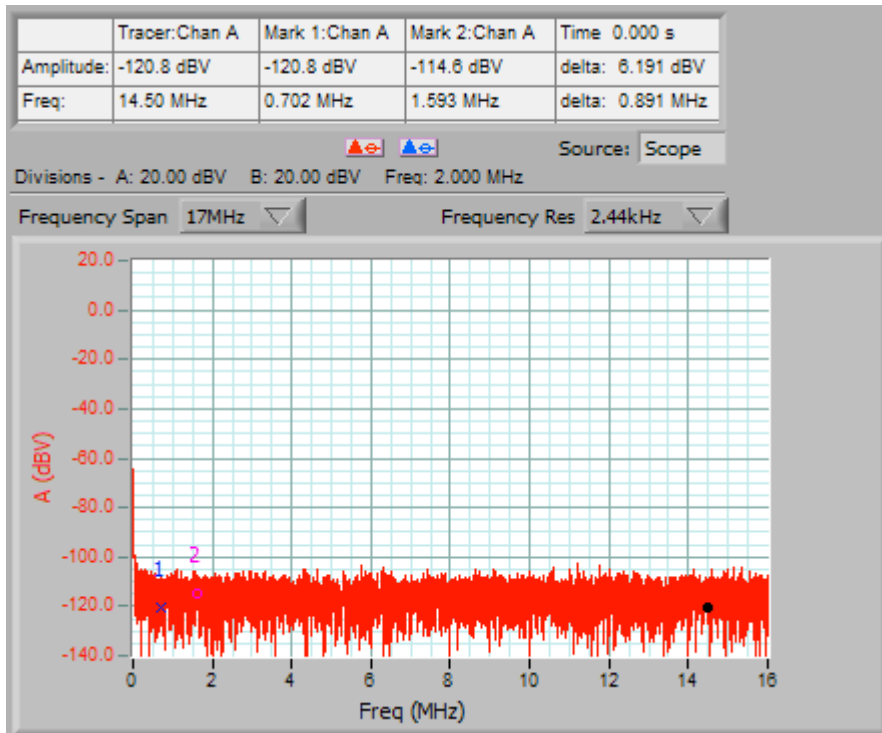 Tracer:Chan A Mark 1:Chan A Mark 2:Chan A Time 0.000 s
Amplitude: -120.8 dBV -120.8 dBV -114.6 dBV delta: 6.191 dBV
Freq: 14.50 MHz 0.702 MHz 1.593 MHz delta: 0.891 MHz
Source: Scope
Divisions - A: 20.00 dBV B: 20.00 dBV Freq: 2.000 MHz
Frequency Span 17MHz Frequency Res 2.44kHz
20.0
0.0
-20.0
-40.0
-60.0
-80.0
-100.0
-120.0
-140.0
A (dBV)
1
2
0 2 4 6 8 10 12 14 16
Freq (MHz)